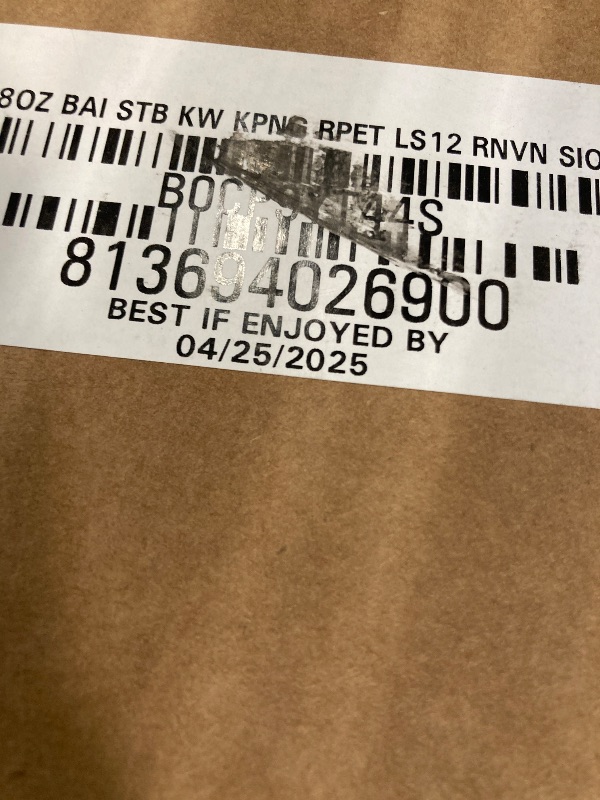 8OZ BAI STB KW KPNG RPET LS12 RNVN SIO
813694026900
BEST IF ENJOYED BY
04/25/2025